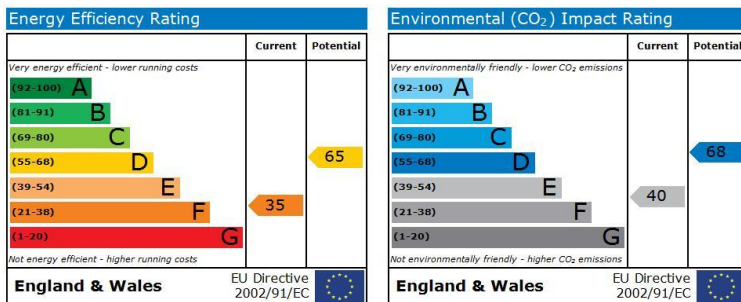 Energy Efficiency Rating
Current Potential
Very energy efficient - lower running costs
(92-100) A
(81-91) B
(69-80) C
(55-68) D
65
(39-54) E
(21-38) F
35
(1-20) G
Not energy efficient - higher running costs
England & Wales
EU Directive
2002/91/EC
Environmental (CO₂) Impact Rating
Current Potential
Very environmentally friendly - lower CO₂ emissions
(92-100) A
(81-91) B
(69-80) C
(55-68) D
68
(39-54) E
40
(21-38) F
(1-20) G
Not environmentally friendly - higher CO₂ emissions
England & Wales
EU Directive
2002/91/EC